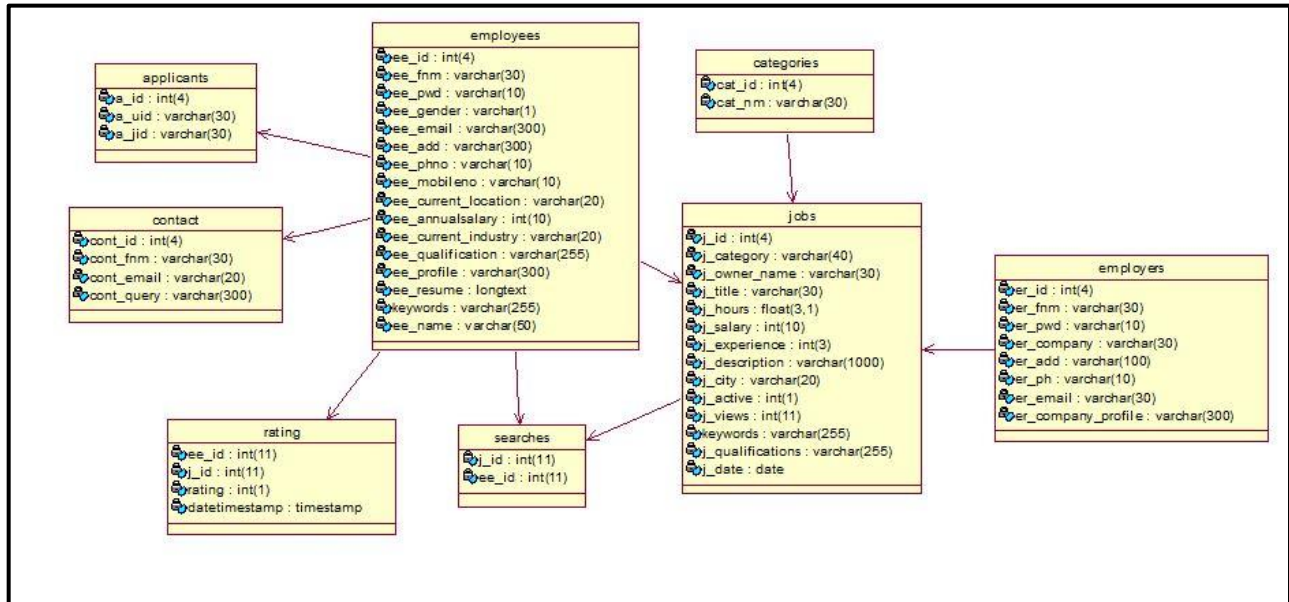 employees
ee_id : int(4)
ee_fnm : varchar(30)
ee_pwd : varchar(10)
ee_gender : varchar(1)
ee_email : varchar(300)
ee_add : varchar(300)
ee_phno : varchar(10)
ee_mobileno : varchar(10)
ee_current_location : varchar(20)
ee_annualsalary : int(10)
ee_current_industry : varchar(20)
ee_qualification : varchar(255)
ee_profile : varchar(300)
ee_resume : longtext
keywords : varchar(255)
ee_name : varchar(50)
applicants
a_id : int(4)
a_uid : varchar(30)
a_jid : varchar(30)
contact
cont_id : int(4)
cont_fnm : varchar(30)
cont_email : varchar(20)
cont_query : varchar(300)
categories
cat_id : int(4)
cat_nm : varchar(30)
jobs
j_id : int(4)
j_category : varchar(40)
j_owner_name : varchar(30)
j_title : varchar(30)
j_hours : float(3,1)
j_salary : int(10)
j_experience : int(3)
j_description : varchar(1000)
j_city : varchar(20)
j_active : int(1)
j_views : int(11)
keywords : varchar(255)
j_qualifications : varchar(255)
j_date : date
employers
er_id : int(4)
er_fnm : varchar(30)
er_pwd : varchar(10)
er_company : varchar(30)
er_add : varchar(100)
er_ph : varchar(10)
er_email : varchar(30)
er_company_profile : varchar(300)
rating
ee_id : int(11)
j_id : int(11)
rating : int(1)
datetimestamp : timestamp
searches
j_id : int(11)
ee_id : int(11)